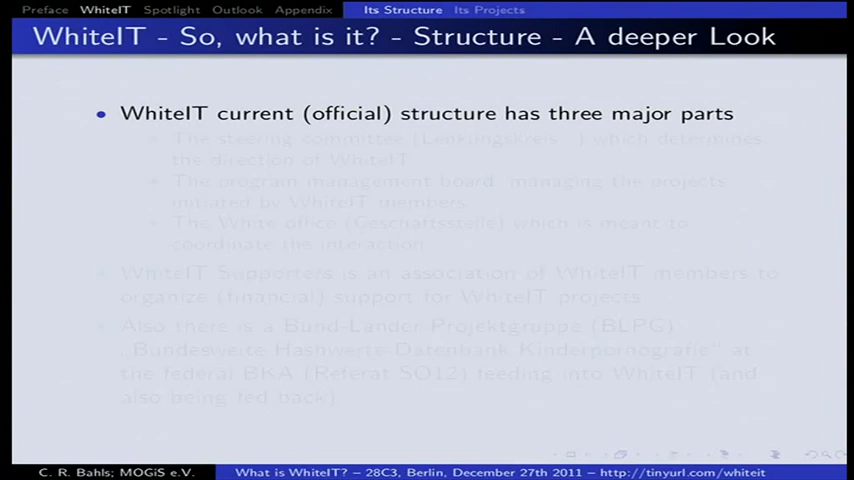 Preface WhiteIT Spotlight Outlook Appendix Its Structure Its Projects
WhiteIT - So, what is it? - Structure - A deeper Look
• WhiteIT current (official) structure has three major parts
• The steering committee (Lenkungskreis ) which determines
the direction of WhiteIT
• The program management board managing the projects
initiated by WhiteIT members
• The White office (Geschäftsstelle) which is meant to
coordinate the interaction
• WhiteIT Supporters is an association of WhiteIT members to
organize (financial) support for WhiteIT projects
• Also there is a Bund-Länder Projektgruppe (BLPG)
„Bundesweite Hashwerte Datenbank Kinderpornografie“ at
the federal BKA (Referat SO12) feeding into WhiteIT (and
also being fed back)
C. R. Bahls; MOGiS e.V. What is WhiteIT? – 28C3, Berlin, December 27th 2011 – http://tinyurl.com/whiteit